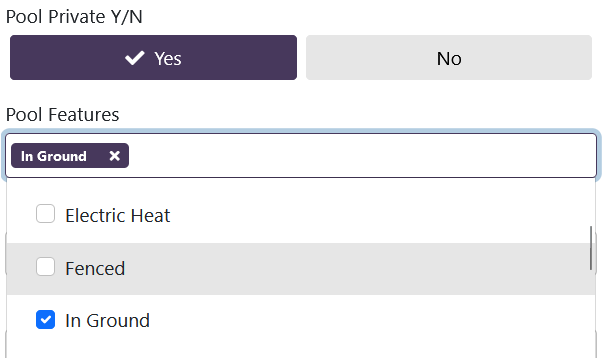 Pool Private Y/N
Yes
No
Pool Features
In Ground
Electric Heat
Fenced
In Ground